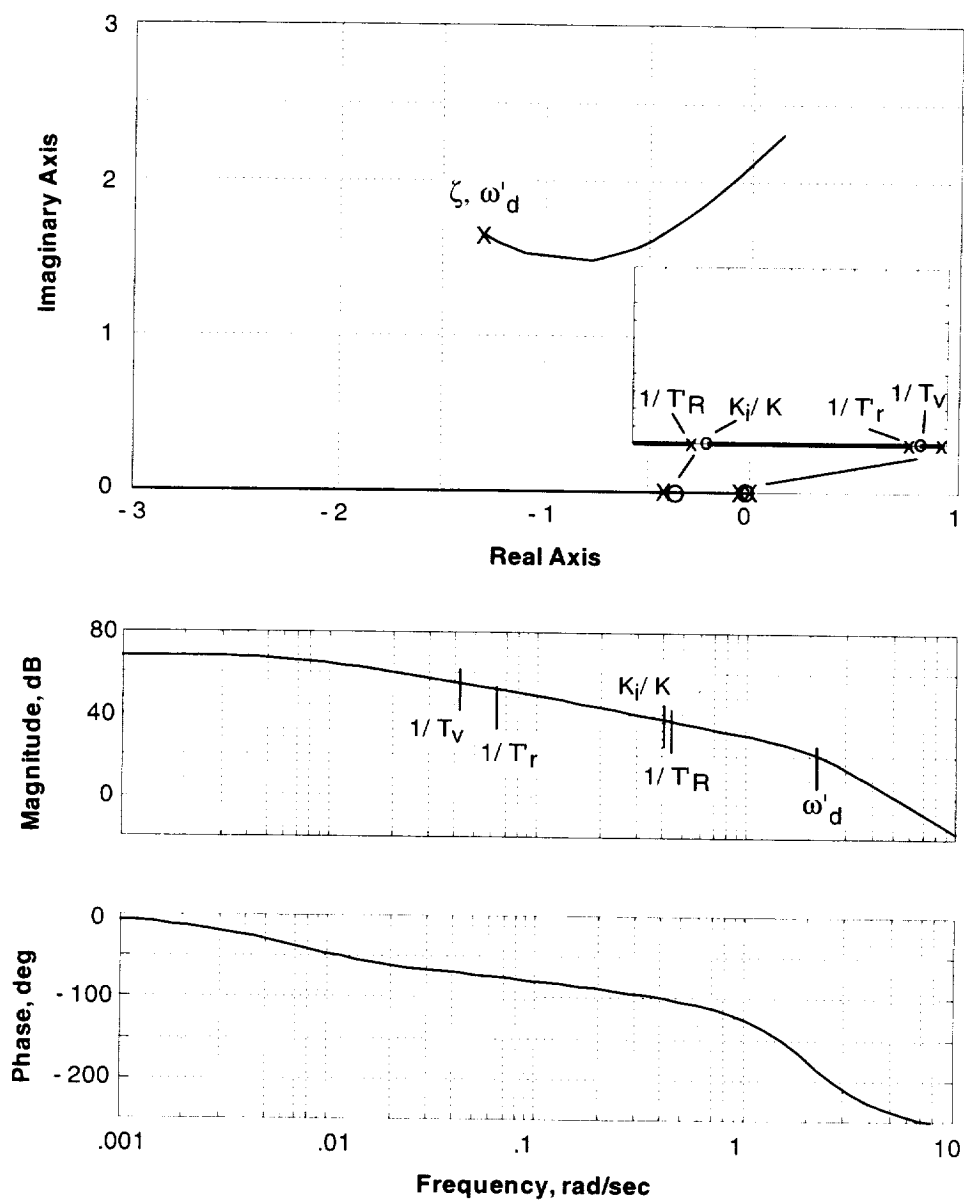 3
2
1
0
Imaginary Axis
ζ, ω'd
1/ T'R
Ki/ K
1/ T'r
1/ Tv
- 3
- 2
- 1
0
1
Real Axis
80
40
0
Magnitude, dB
1/ Tv
1/ T'r
Ki/ K
1/ T'R
ω'd
0
- 100
- 200
Phase, deg
.001
.01
.1
1
10
Frequency, rad/sec